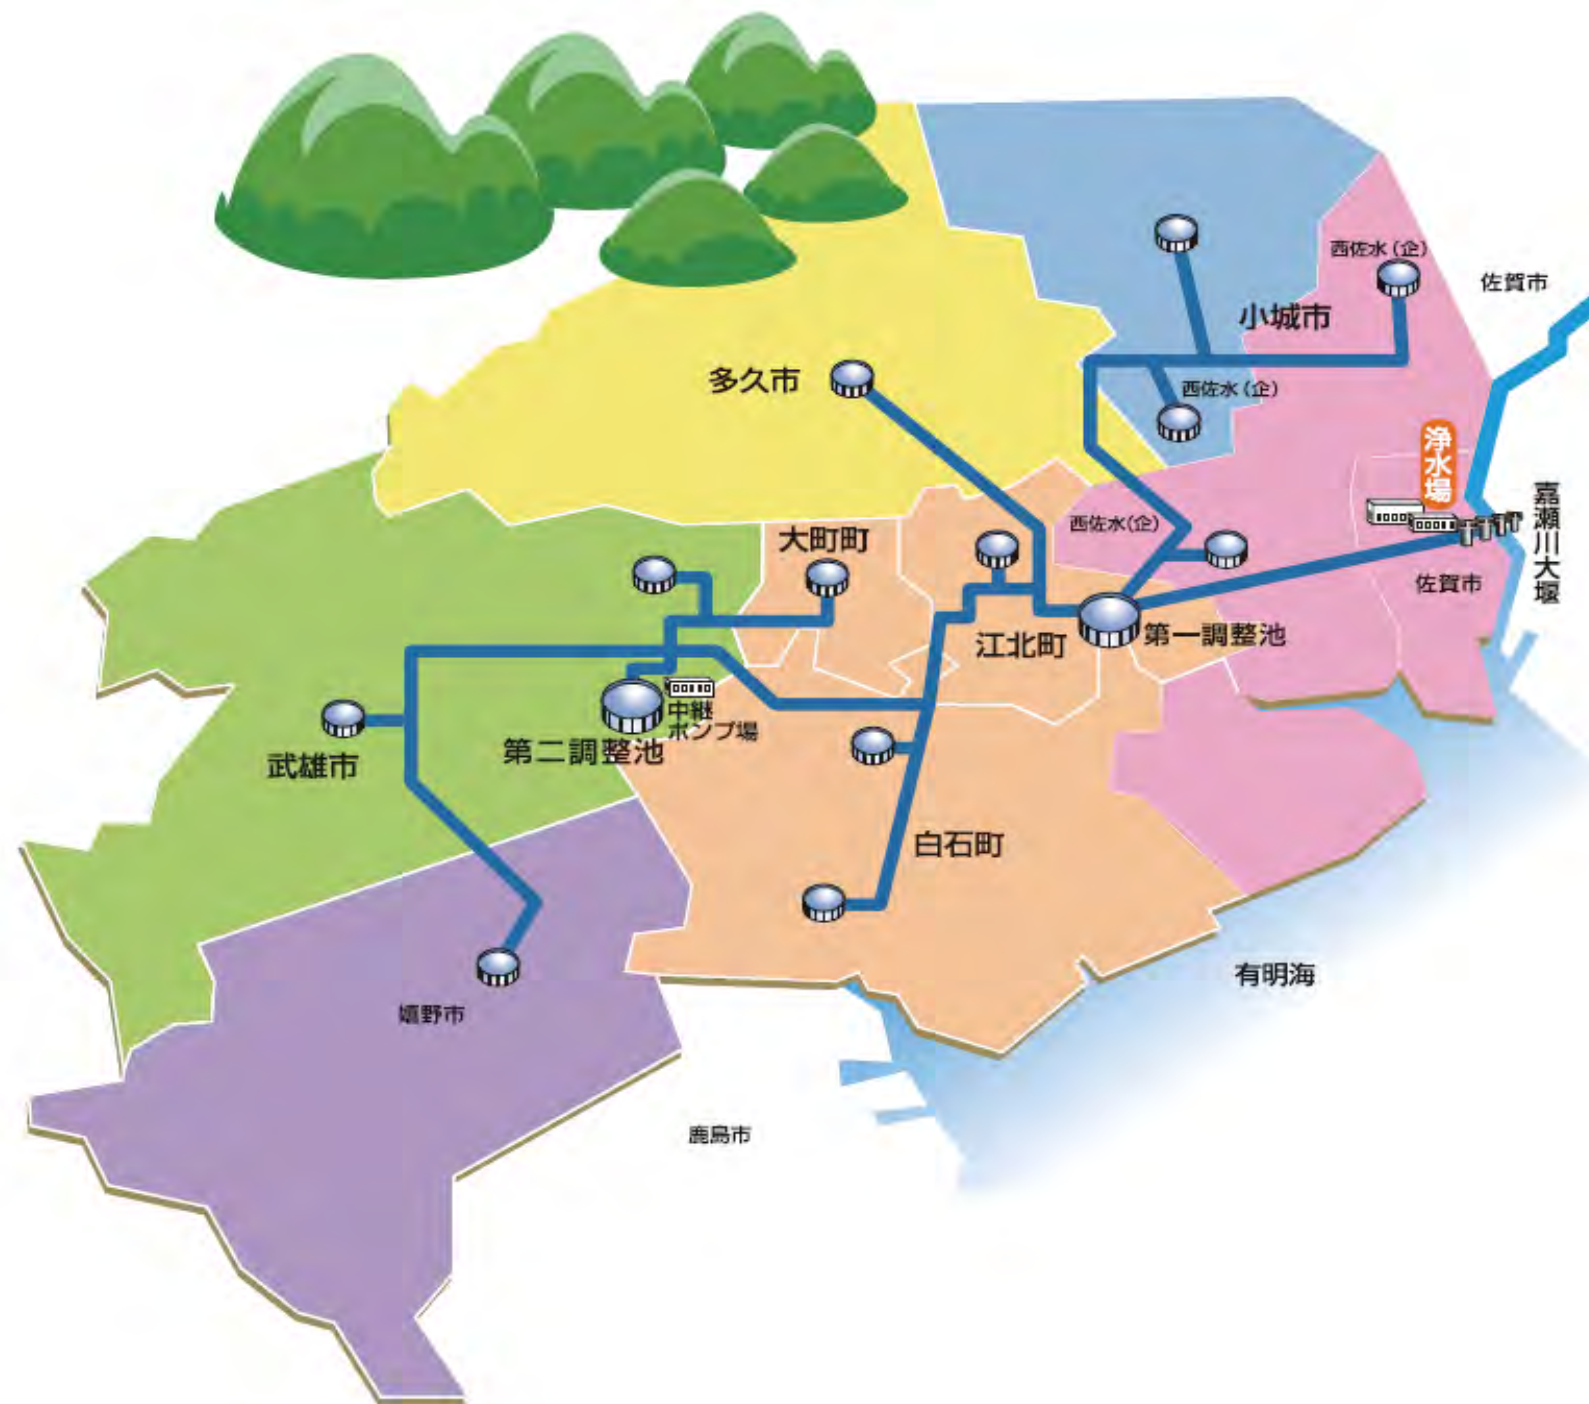 西佐水(企)
佐賀市
小城市
多久市
西佐水(企)
浄水場
嘉瀬川大堰
西佐水(企)
大町町
佐賀市
江北町
第一調整池
中継
ポンプ場
第二調整池
武雄市
白石町
有明海
嬉野市
鹿島市